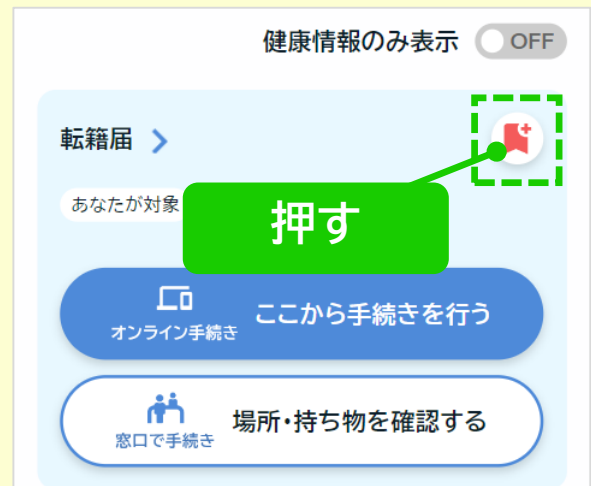 健康情報のみ表示 OFF
転籍届
あなたが対象
押す
オンライン手続き ここから手続きを行う
窓口で手続き 場所・持ち物を確認する